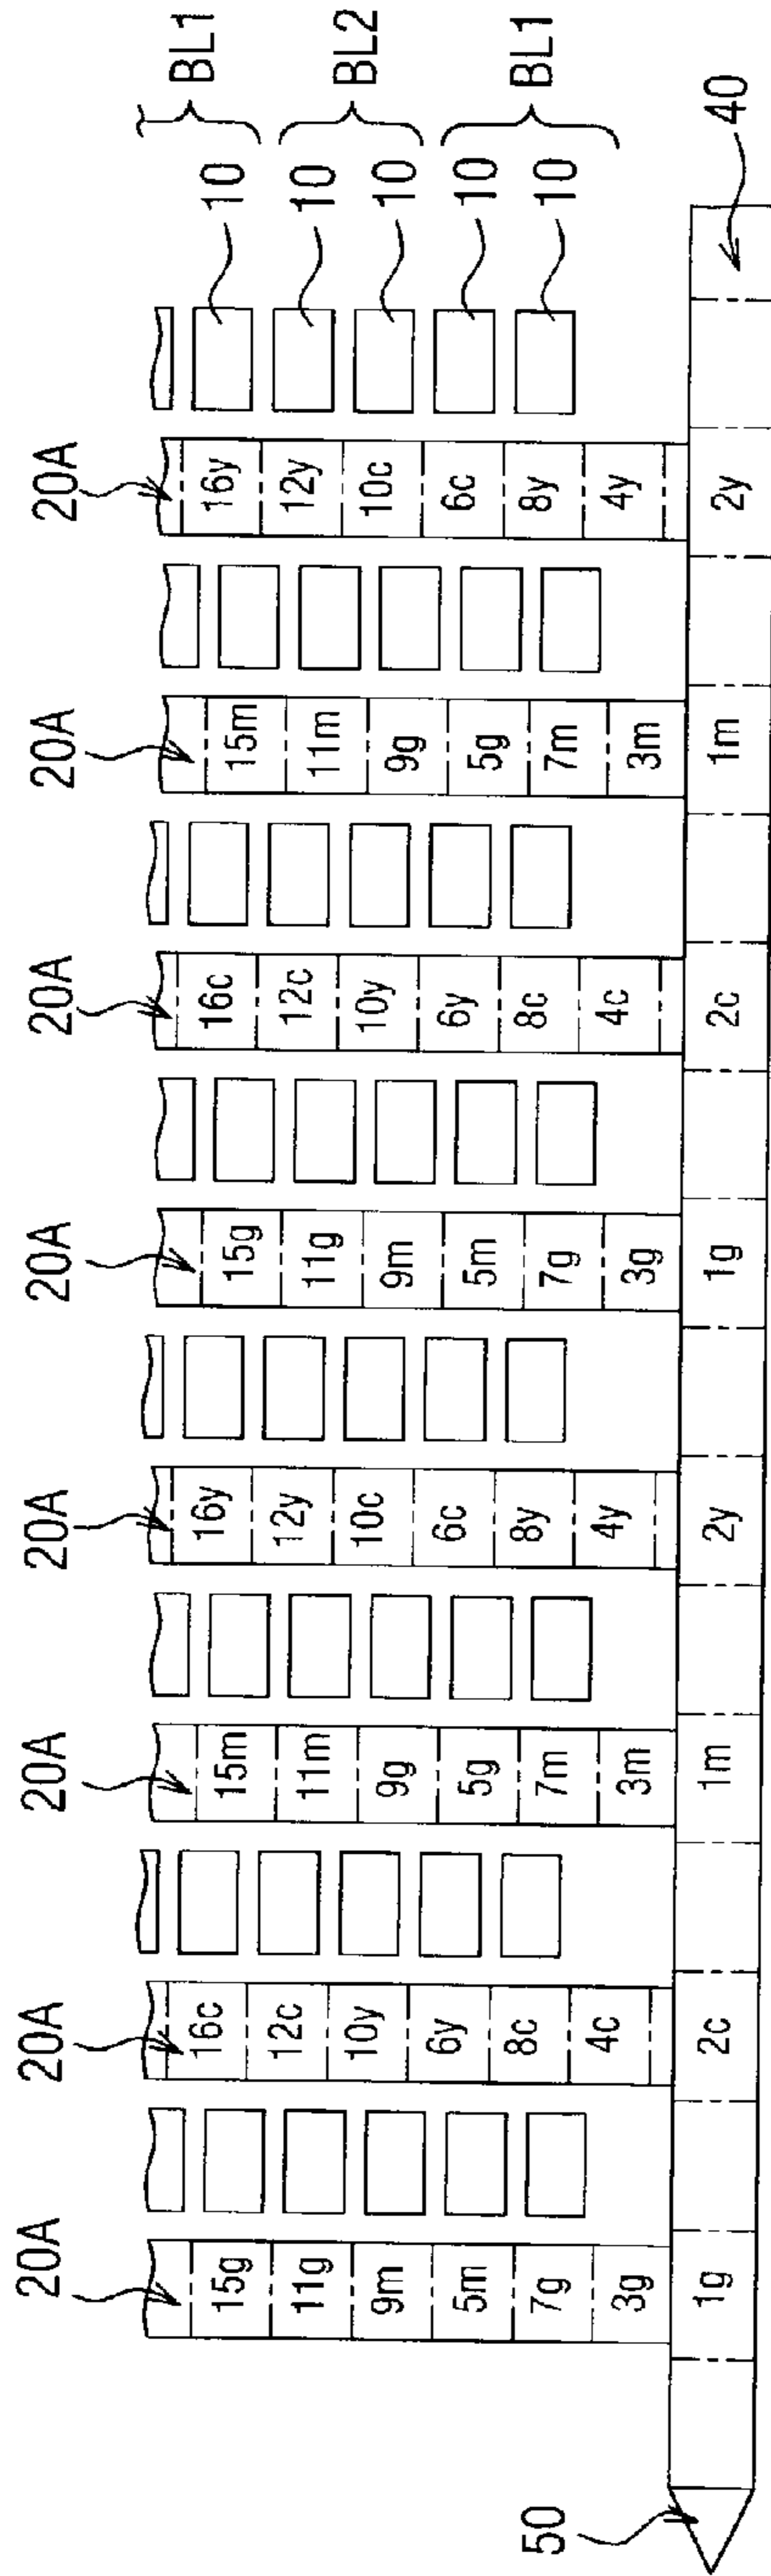 20A 20A 20A 20A 20A 20A 20A 20A
15g 16c 15m 16y 15g 16c 15m 16y 10 BL1
11g 12c 11m 12y 11g 12c 11m 12y 10 BL2
9m 10y 9g 10c 9m 10y 9g 10c 10
5m 6y 5g 6c 5m 6y 5g 6c 10 BL1
7g 8c 7m 8y 7g 8c 7m 8y 10
3g 4c 3m 4y 3g 4c 3m 4y
50 1g 2c 1m 2y 1g 2c 1m 2y 40